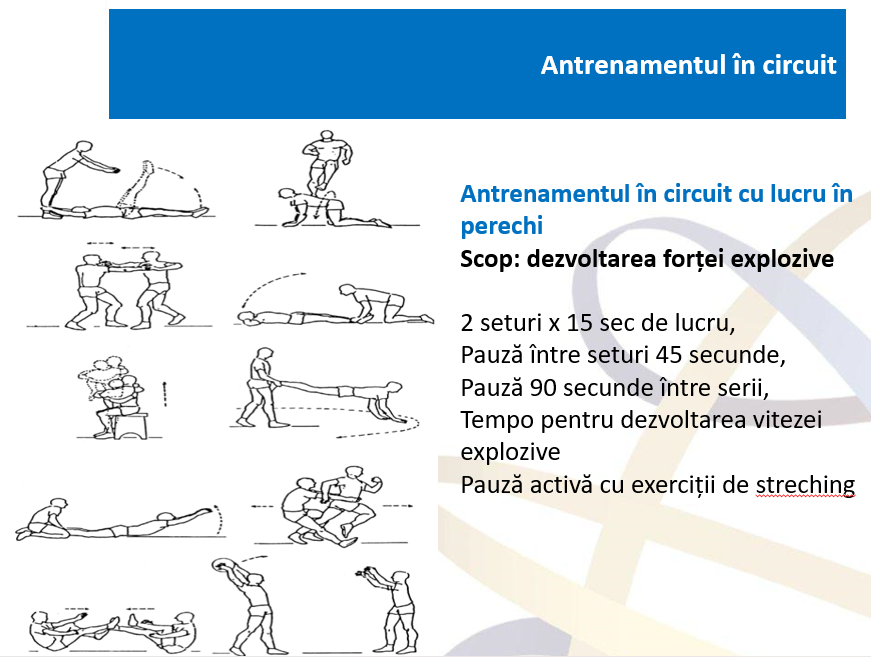 Antrenamentul în circuit
Antrenamentul în circuit cu lucru în
perechi
Scop: dezvoltarea forței explozive
2 seturi x 15 sec de lucru,
Pauză între seturi 45 secunde,
Pauză 90 secunde între serii,
Tempo pentru dezvoltarea vitezei
explozive
Pauză activă cu exerciții de streching